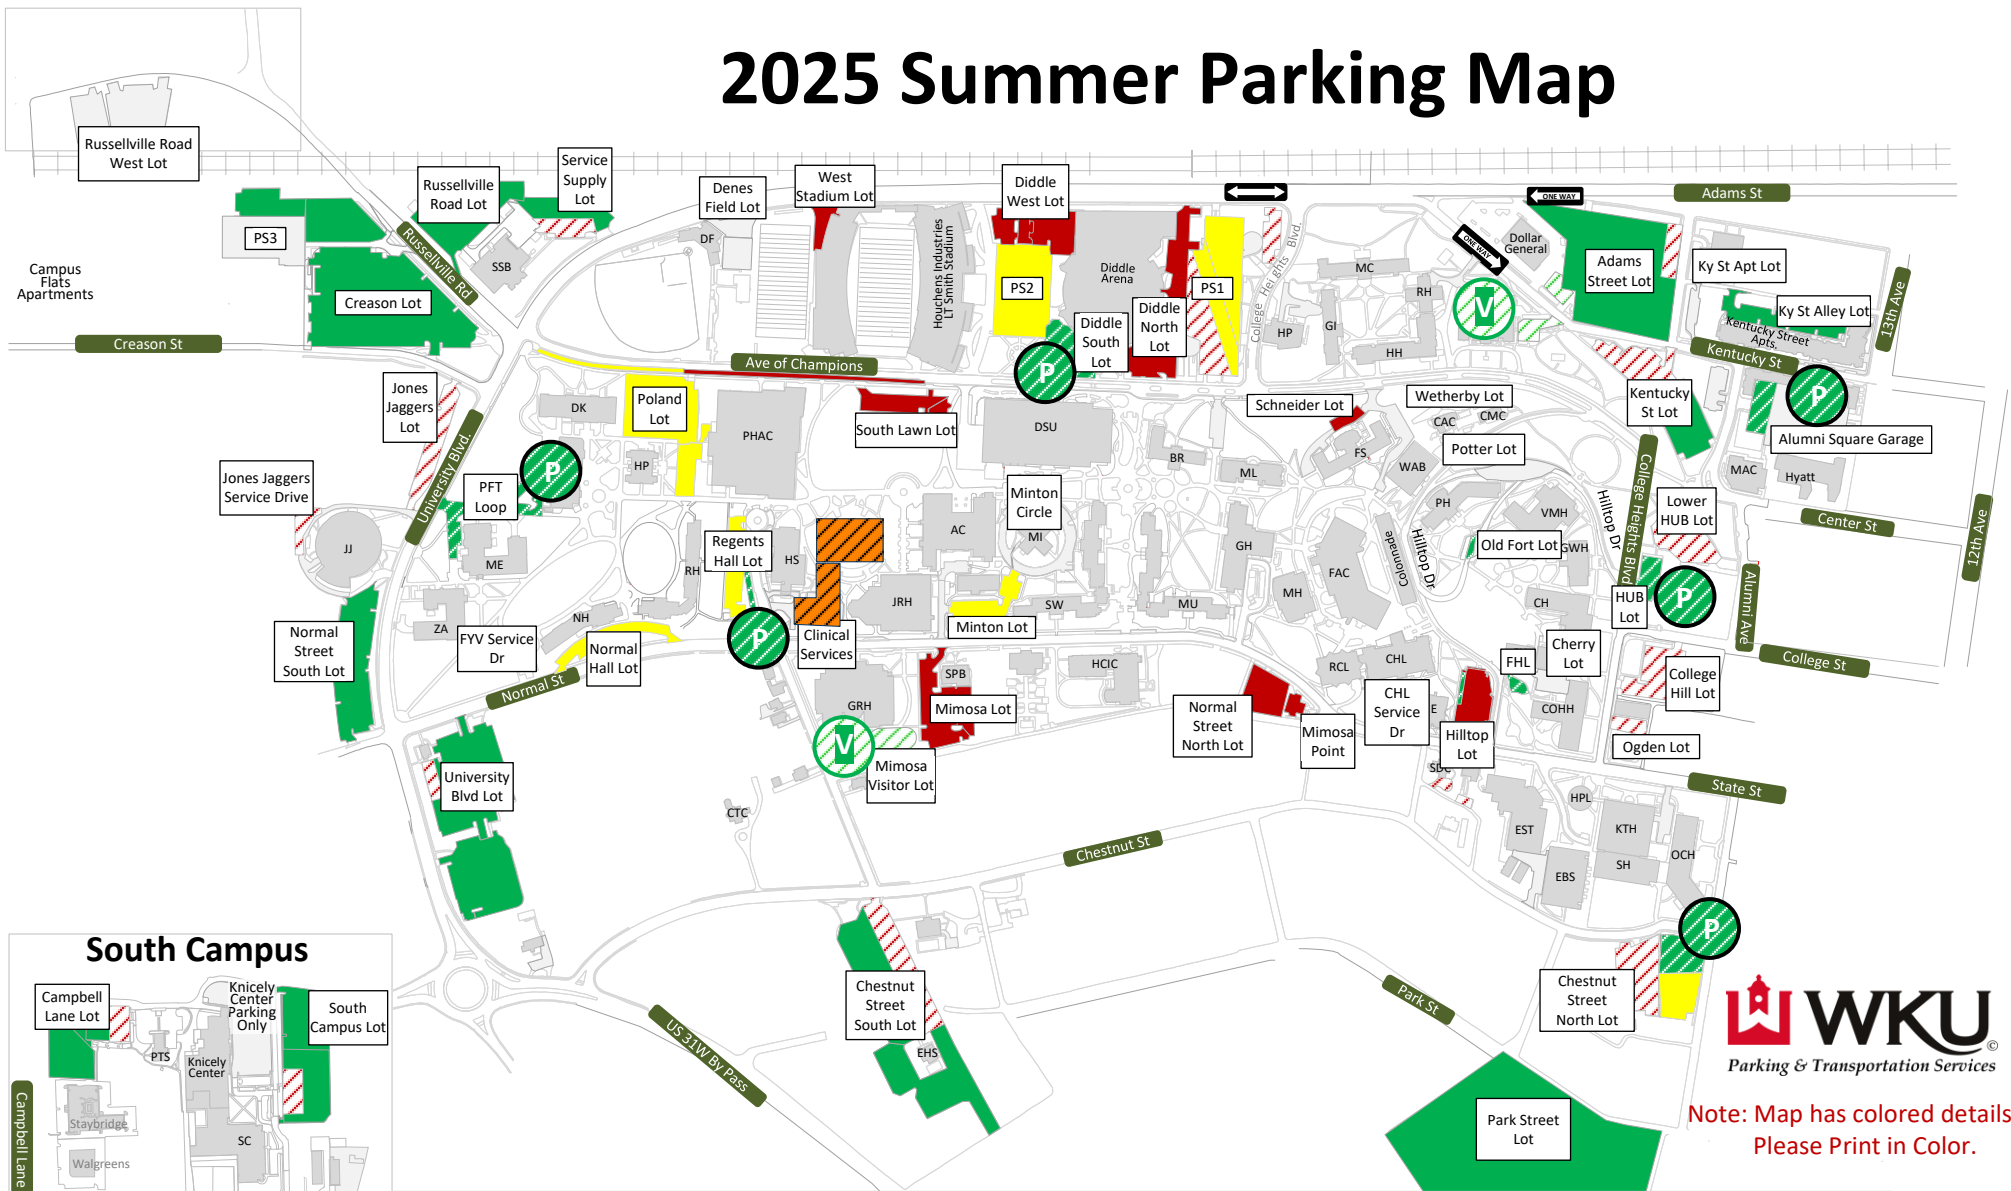 2025 Summer Parking Map
Russellville Road
West Lot
Russellville
Road Lot
Service
Supply
Lot
Denes
Field Lot
West
Stadium Lot
Diddle
West Lot
Adams St
ONE WAY
ONE WAY
PS3
Russellville Rd
SSB
DF
Houchens Industries
LT Smith Stadium
PS2
Diddle
Arena
PS1
College Heights Blvd.
MC
RH
Dollar
General
Adams
Street Lot
Ky St Apt Lot
Ky St Alley Lot
Kentucky Street
Apts.
13th Ave
Campus
Flats
Apartments
Creason Lot
Creason St
Diddle
South
Lot
Diddle
North
Lot
HP
GI
HH
V
Kentucky St
Ave of Champions
P
P
Jones
Jaggers
Lot
DK
Poland
Lot
PHAC
South Lawn Lot
DSU
Schneider Lot
Wetherby Lot
CAC
CMC
Potter Lot
Kentucky
St Lot
Alumni Square Garage
University Blvd.
Jones Jaggers
Service Drive
PFT
Loop
P
HP
BR
ML
FS
WAB
PH
VMH
MAC
Hyatt
College Heights Blvd
Hilltop Dr
Lower
HUB Lot
Center St
12th Ave
JJ
ME
Regents
Hall Lot
RH
HS
AC
Minton
Circle
MI
GH
FAC
Colonnade
Hilltop Dr
Old Fort Lot
GWH
HUB
Lot
P
Alumni Ave
ZA
NH
FYV Service
Dr
Normal
Hall Lot
P
Clinical
Services
JRH
SW
Minton Lot
MU
MH
CH
Cherry
Lot
College St
Normal
Street
South Lot
Normal St
GRH
SPB
Mimosa Lot
HCIC
RCL
CHL
FHL
COHH
College
Hill Lot
Normal
Street
North Lot
Mimosa
Point
CHL
Service
Dr
E
Hilltop
Lot
Ogden Lot
V
Mimosa
Visitor Lot
University
Blvd Lot
SDC
State St
CTC
HPL
EST
KTH
SH
OCH
EBS
Chestnut St
P
South Campus
Campbell
Lane Lot
Knicely
Center
Parking
Only
South
Campus Lot
PTS
Knicely
Center
Staybridge
Walgreens
SC
Campbell Lane
US 31W By Pass
Chestnut
Street
South Lot
EHS
Park St
Chestnut
Street
North Lot
WKU
©
Parking & Transportation Services
Park Street
Lot
Note: Map has colored details
Please Print in Color.